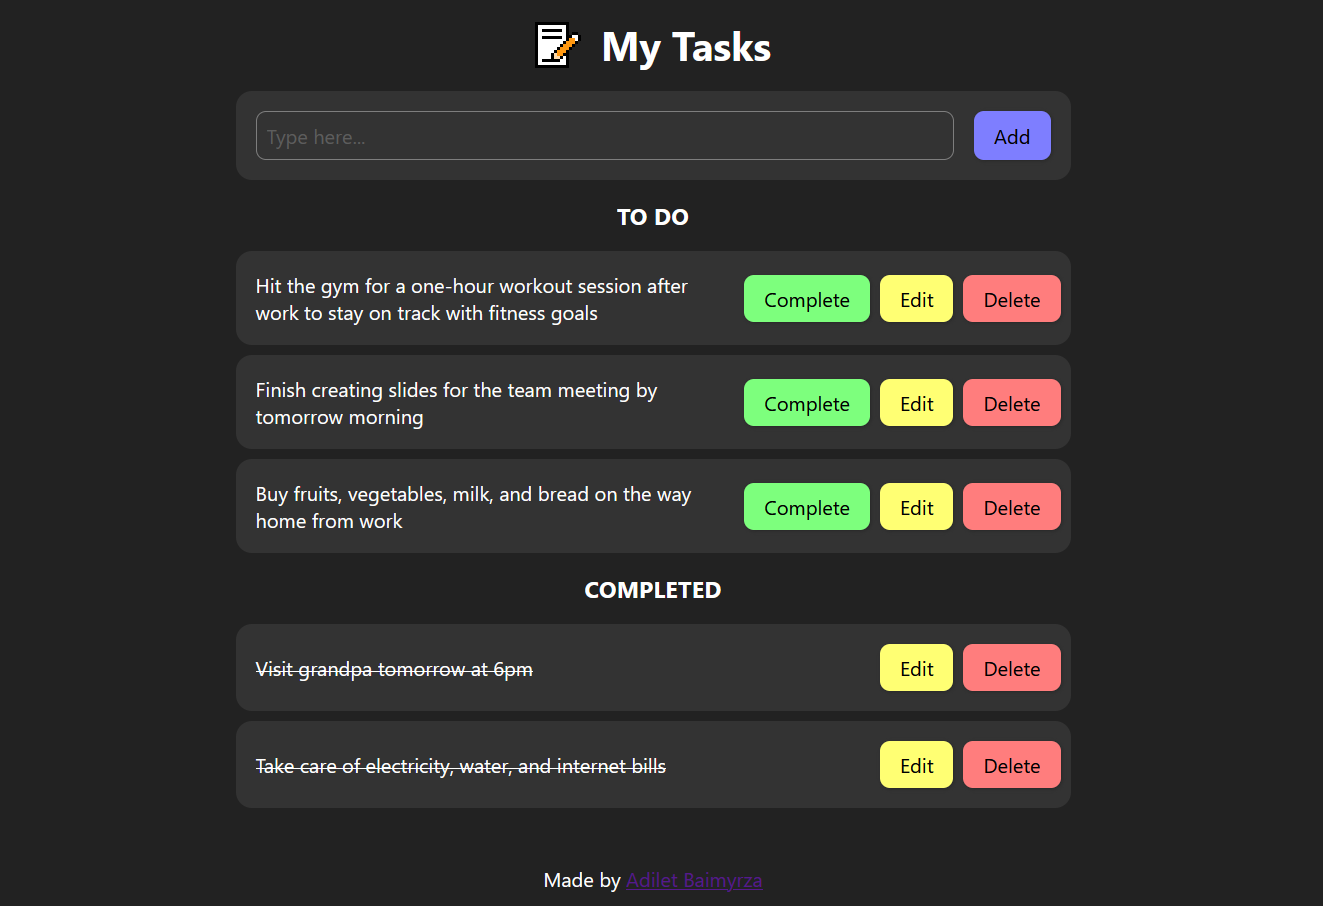 My Tasks
Type here...
Add
TO DO
Hit the gym for a one-hour workout session after
work to stay on track with fitness goals
Complete
Edit
Delete
Finish creating slides for the team meeting by
tomorrow morning
Complete
Edit
Delete
Buy fruits, vegetables, milk, and bread on the way
home from work
Complete
Edit
Delete
COMPLETED
Visit grandpa tomorrow at 6pm
Edit
Delete
Take care of electricity, water, and internet bills
Edit
Delete
Made by Adilet Baimyrza